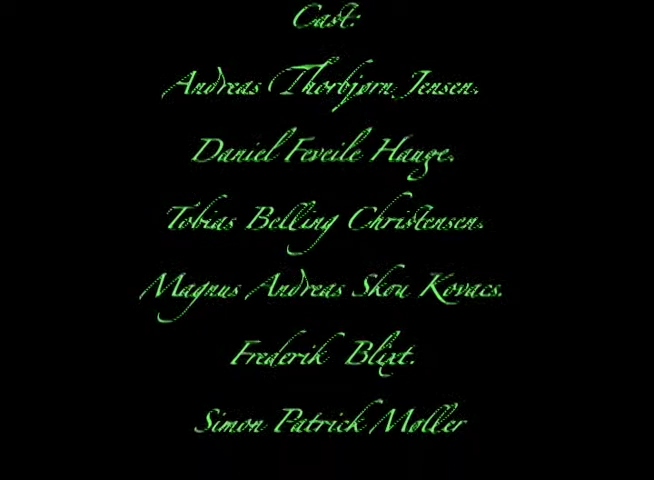 Cast:
Andreas Thorbjørn Jensen.
Daniel Feveile Hauge.
Tobias Belling Christensen.
Magnus Andreas Skou Kovacs.
Frederik Blixt.
Simon Patrick Møller